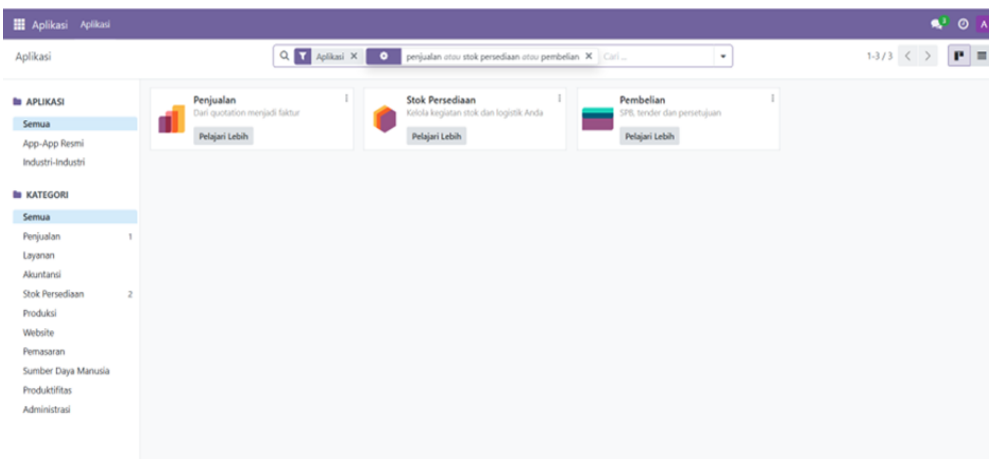 Aplikasi Aplikasi
3
A
Aplikasi
Aplikasi × penjualan atau stok persediaan atau pembelian × Cari ...
1-3 / 3
APLIKASI
Semua
App-App Resmi
Industri-Industri
KATEGORI
Semua
Penjualan 1
Layanan
Akuntansi
Stok Persediaan 2
Produksi
Website
Pemasaran
Sumber Daya Manusia
Produktifitas
Administrasi
Penjualan
Dari quotation menjadi faktur
Pelajari Lebih
Stok Persediaan
Kelola kegiatan stok dan logistik Anda
Pelajari Lebih
Pembelian
SPB, tender dan persetujuan
Pelajari Lebih